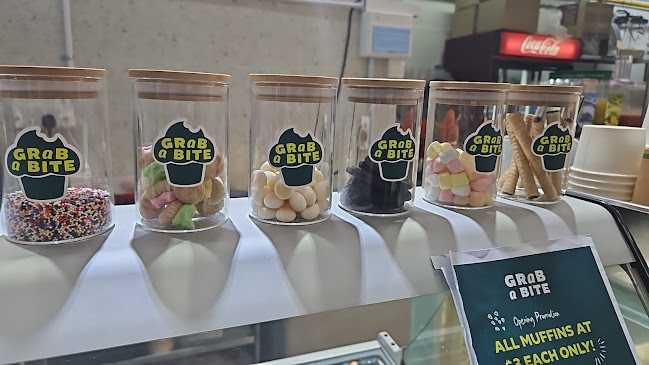 Coca-Cola
GRaB
a BITE
GRaB
a BITE
GRaB
a BITE
GRaB
a BITE
GRaB
a BITE
GRaB
a BITE
GRaB
a BITE
Opening Promotion
ALL MUFFINS AT
$3 EACH ONLY!